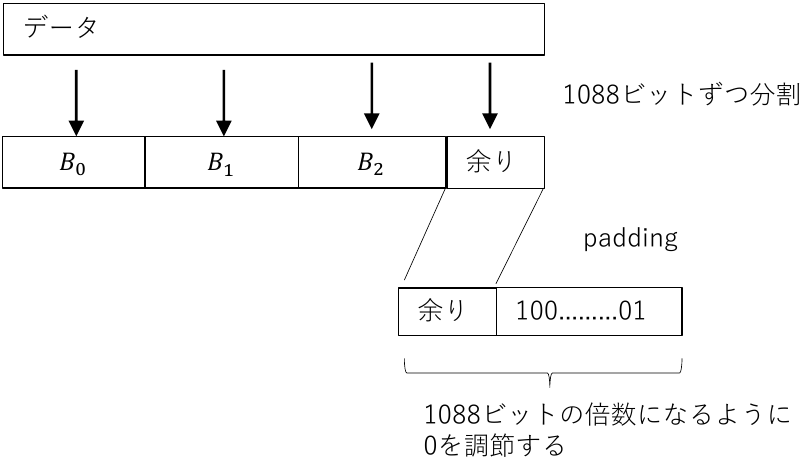 データ
1088ビットずつ分割
B₀
B₁
B₂
余り
padding
余り
100.........01
1088ビットの倍数になるように
0を調節する